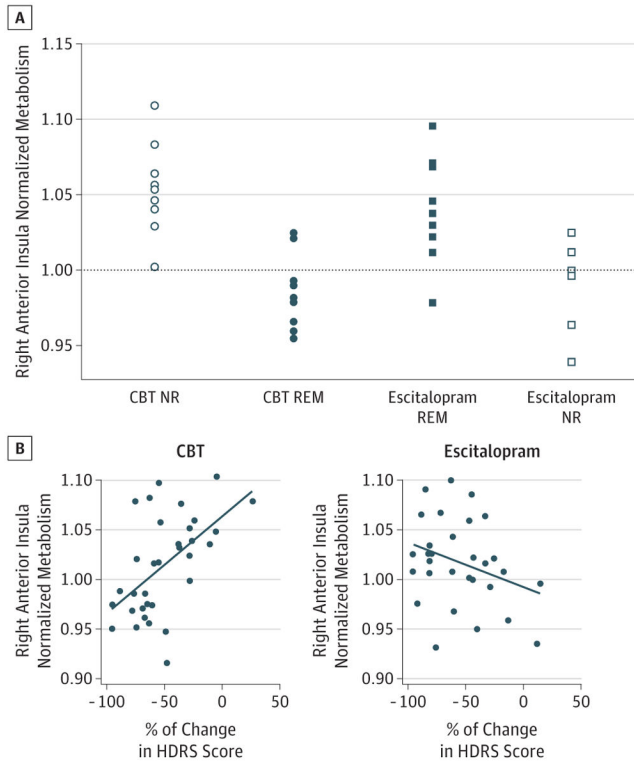 A
Right Anterior Insula Normalized Metabolism
1.15
1.10
1.05
1.00
0.95
CBT NR
CBT REM
Escitalopram
REM
Escitalopram
NR
B
CBT
Right Anterior Insula
Normalized Metabolism
1.10
1.05
1.00
0.95
0.90
-100
-50
0
50
% of Change
in HDRS Score
Escitalopram
Right Anterior Insula
Normalized Metabolism
1.10
1.05
1.00
0.95
0.90
-100
-50
0
50
% of Change
in HDRS Score